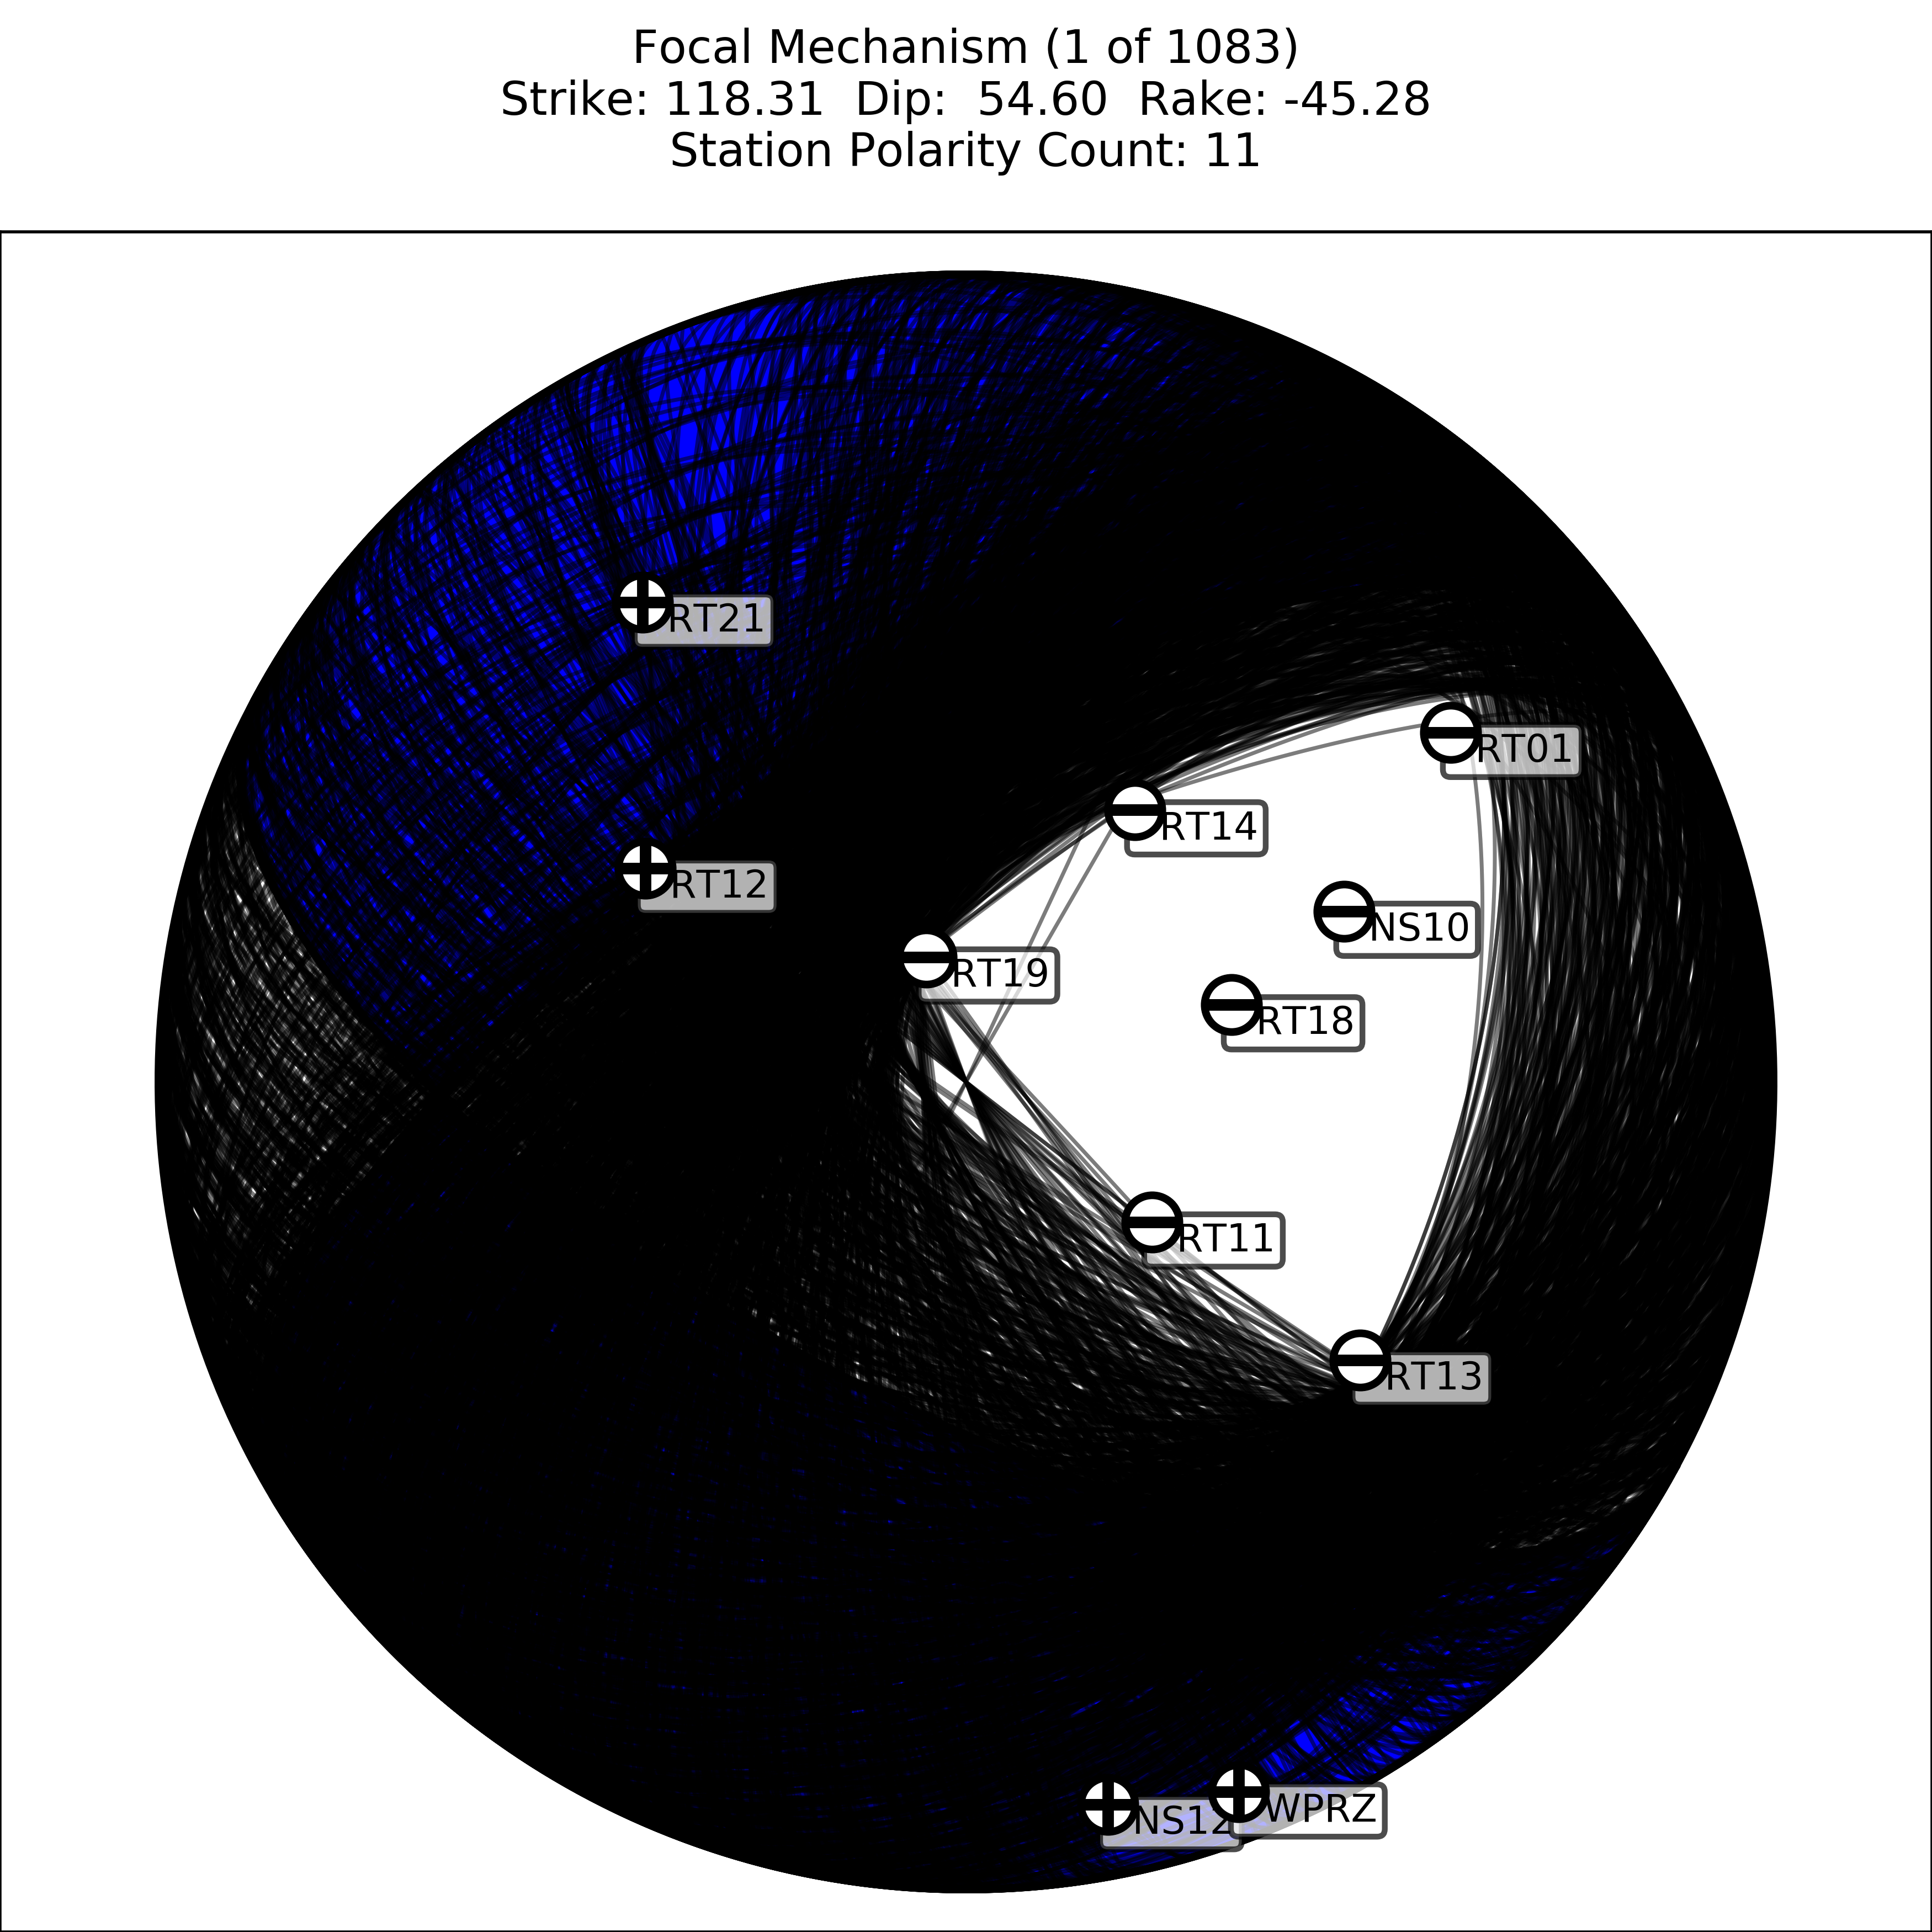 Focal Mechanism (1 of 1083)
Strike: 118.31  Dip:  54.60  Rake: -45.28
Station Polarity Count: 11
RT21
RT01
RT14
RT12
NS10
RT19
RT18
RT11
RT13
WPRZ
NS12